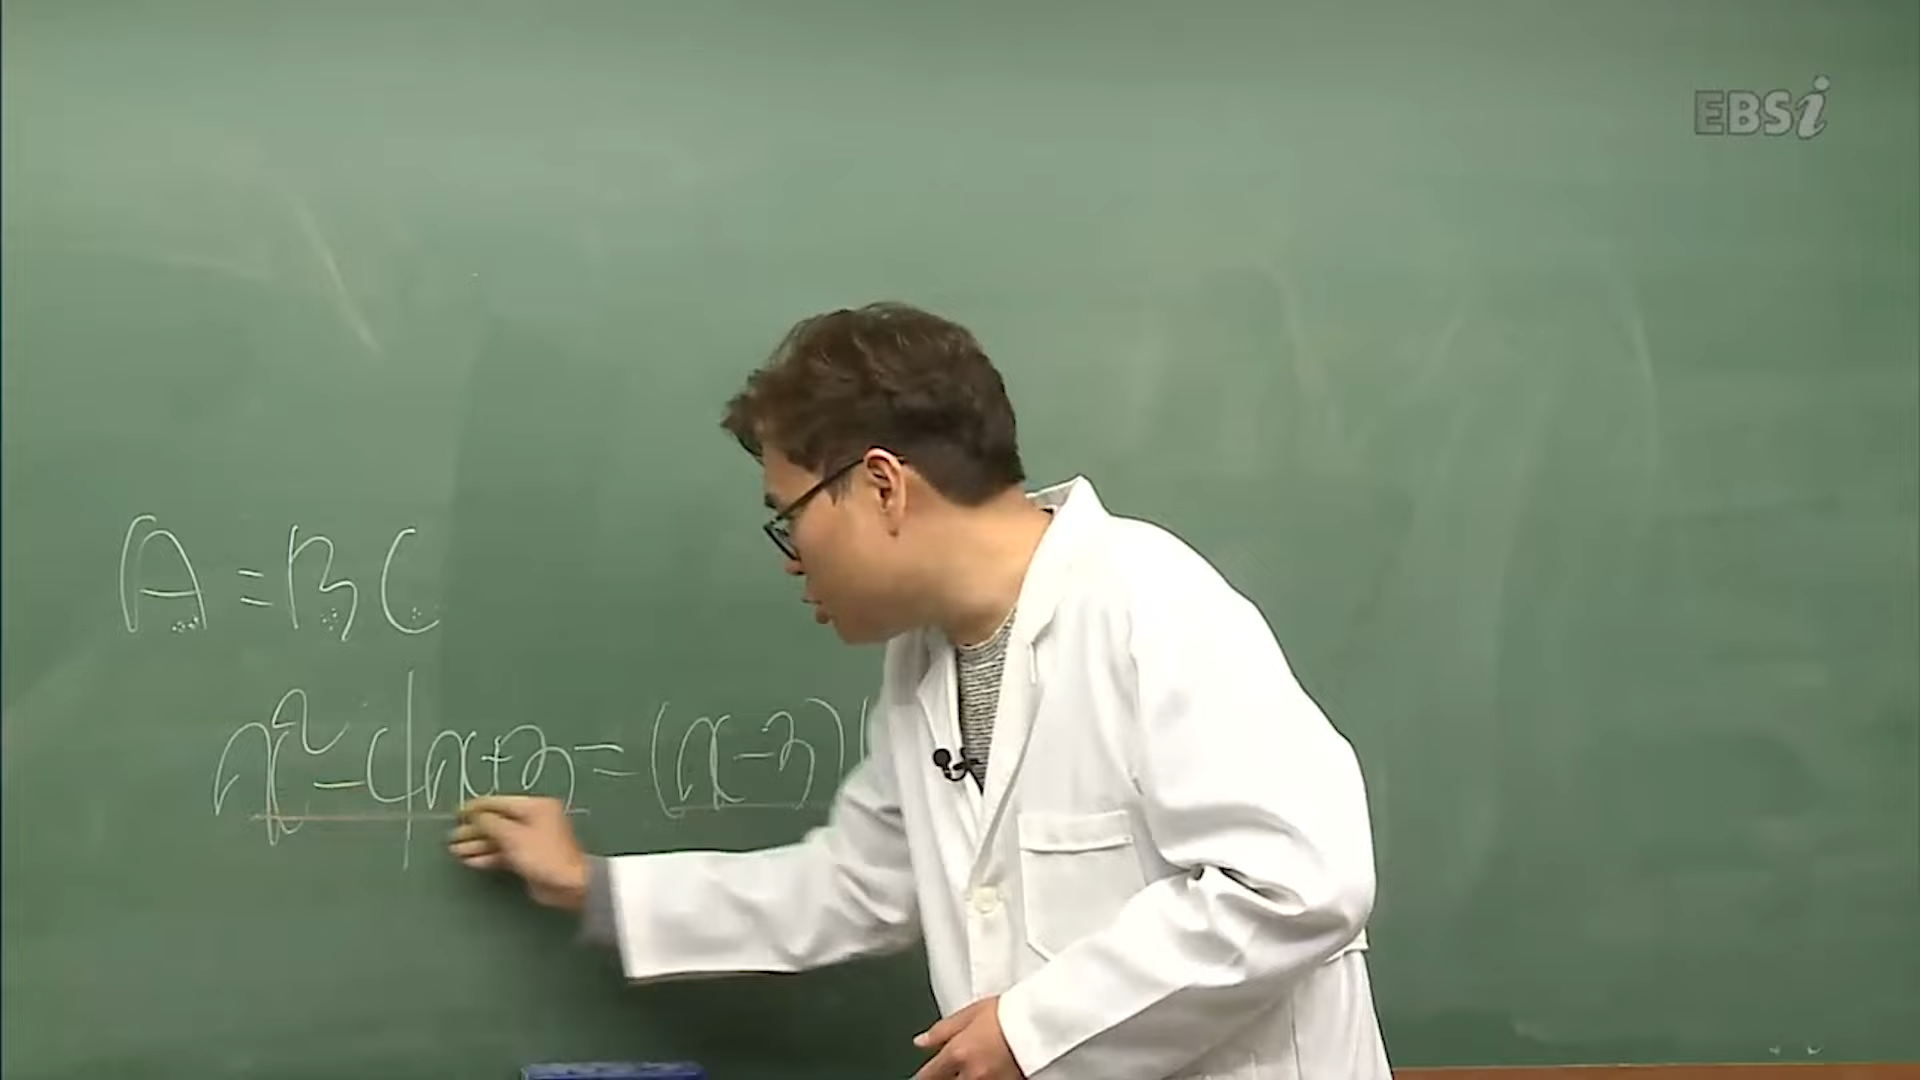 EBSi
A = BC
x² - 4x + 3 = (x - 3)(